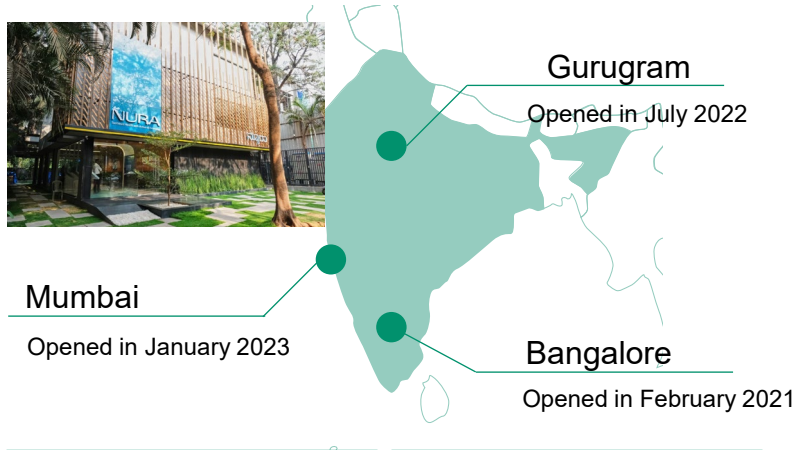 NURA
Gurugram
Opened in July 2022
Mumbai
Opened in January 2023
Bangalore
Opened in February 2021